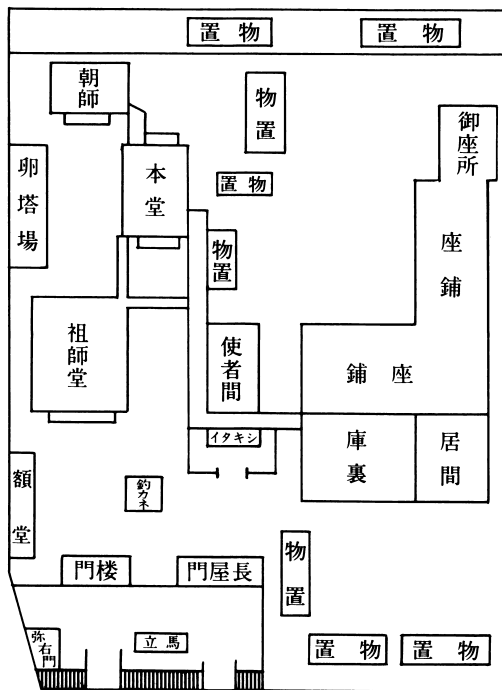 物置
物置
朝師
物置
御座所
卵塔場
本堂
物置
座鋪
物置
祖師堂
使者間
座鋪
シキタイ
庫裏
居間
額堂
釣カネ
物置
楼門
長屋門
弥右門
馬立
物置
物置